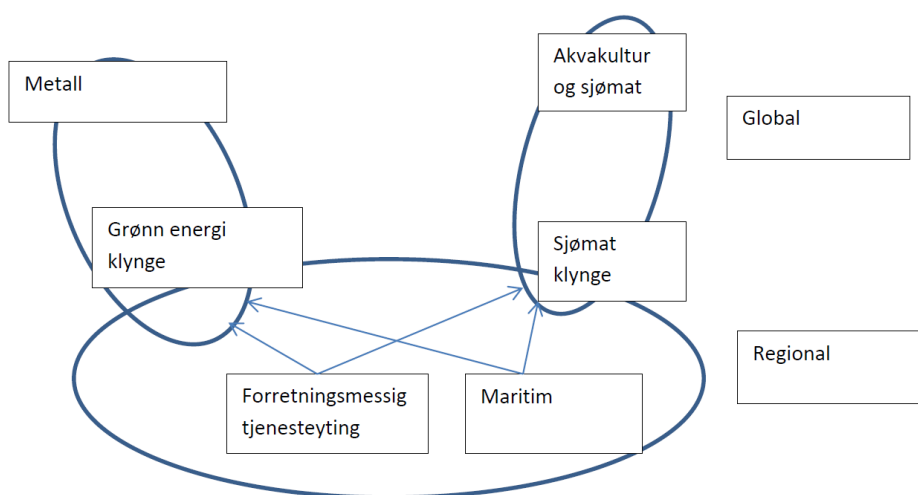 Metall
Akvakultur
og sjømat
Global
Grønn energi
klynge
Sjømat
klynge
Regional
Forretningsmessig
tjenesteyting
Maritim